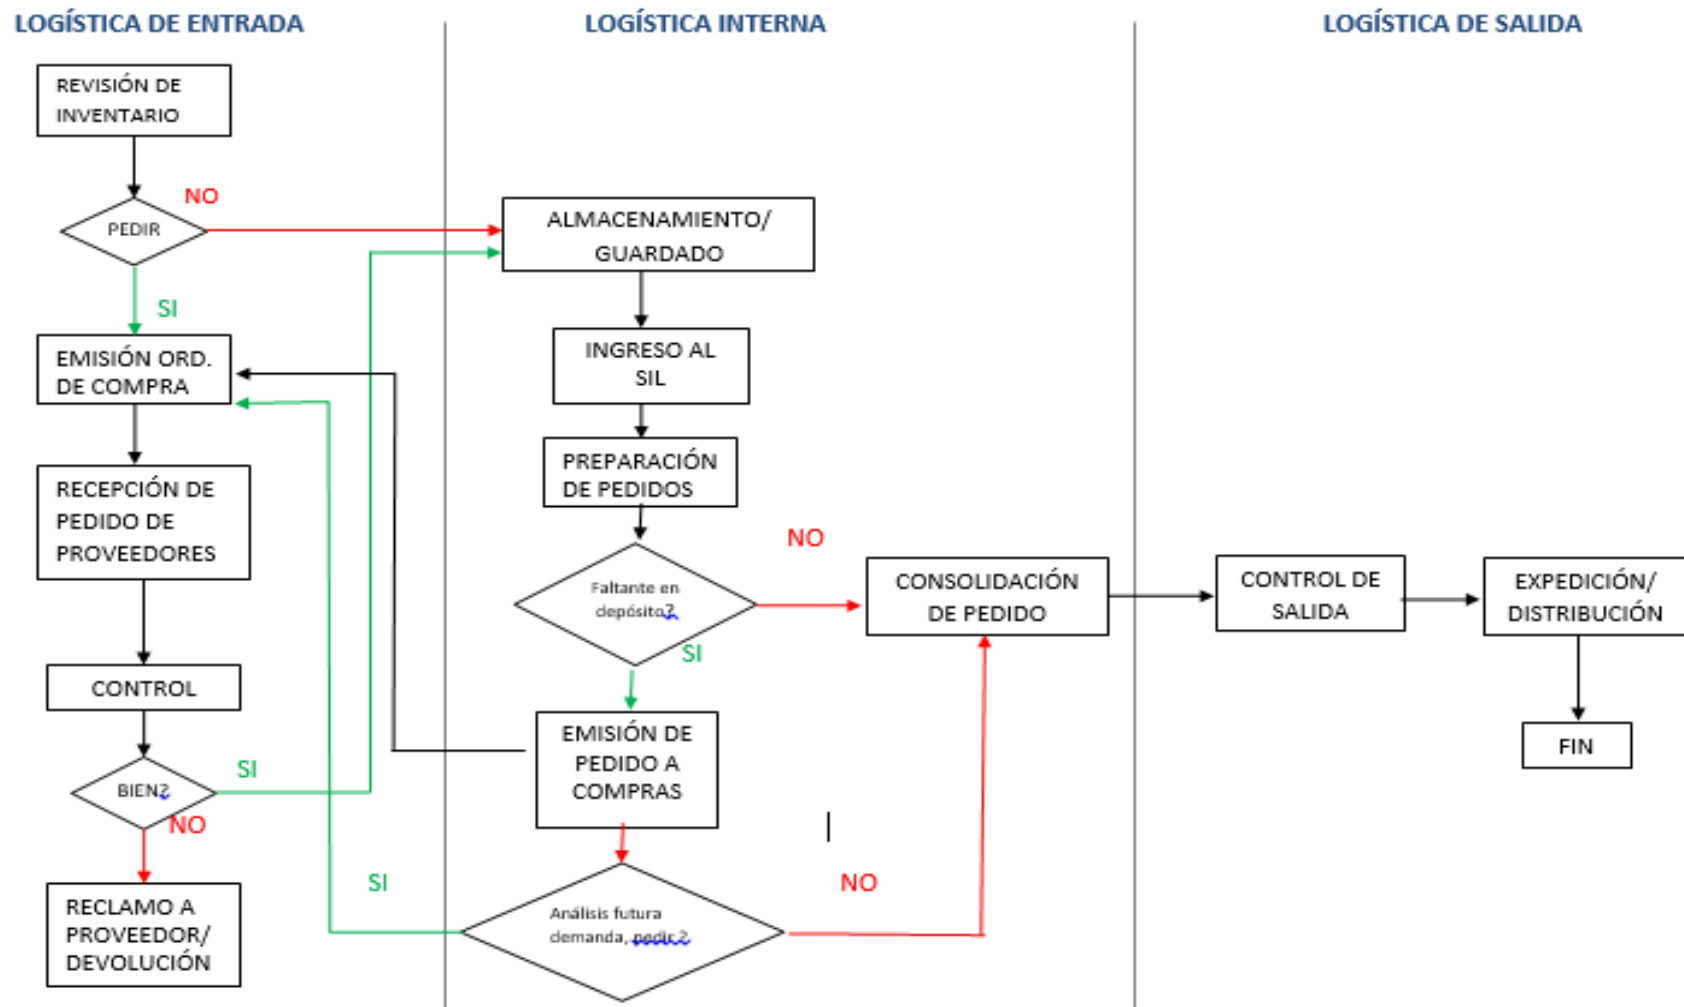 LOGÍSTICA DE ENTRADA
LOGÍSTICA INTERNA
LOGÍSTICA DE SALIDA
REVISIÓN DE
INVENTARIO
NO
PEDIR
SI
EMISIÓN ORD.
DE COMPRA
RECEPCIÓN DE
PEDIDO DE
PROVEEDORES
CONTROL
BIEN?
SI
NO
RECLAMO A
PROVEEDOR/
DEVOLUCIÓN
ALMACENAMIENTO/
GUARDADO
INGRESO AL
SIL
PREPARACIÓN
DE PEDIDOS
Faltante en
depósito?
NO
SI
EMISIÓN DE
PEDIDO A
COMPRAS
SI
Análisis futura
demanda, pedir ?
NO
CONSOLIDACIÓN
DE PEDIDO
CONTROL DE
SALIDA
EXPEDICIÓN/
DISTRIBUCIÓN
FIN